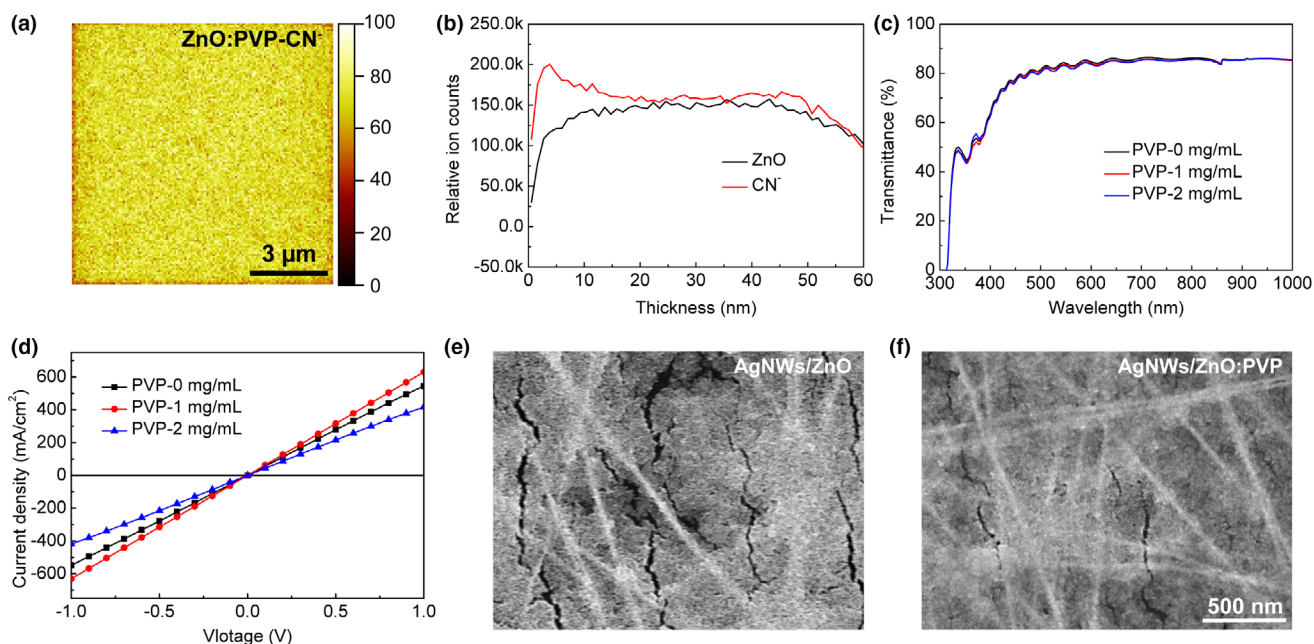 (a)
ZnO:PVP-CN-
100
80
60
40
20
0
3 µm
(b)
250.0k
200.0k
150.0k
100.0k
50.0k
0.0
-50.0k
Relative ion counts
ZnO
CN-
0 10 20 30 40 50 60
Thickness (nm)
(c)
100
80
60
40
20
0
Transmittance (%)
PVP-0 mg/mL
PVP-1 mg/mL
PVP-2 mg/mL
300 400 500 600 700 800 900 1000
Wavelength (nm)
(d)
600
400
200
0
-200
-400
-600
Current density (mA/cm²)
PVP-0 mg/mL
PVP-1 mg/mL
PVP-2 mg/mL
-1.0 -0.5 0.0 0.5 1.0
Vlotage (V)
(e)
AgNWs/ZnO
(f)
AgNWs/ZnO:PVP
500 nm